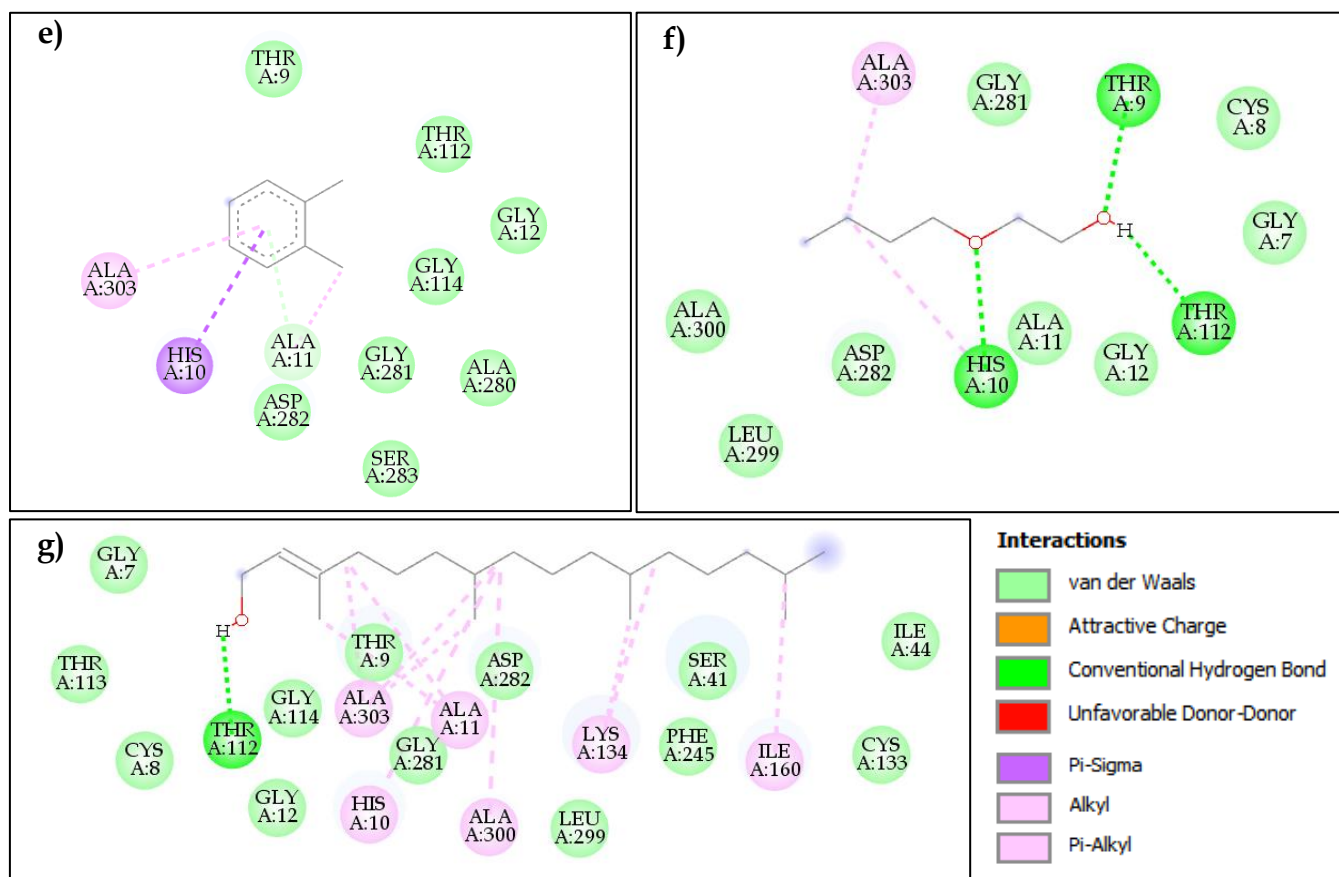 e)
THR
A:9
THR
A:112
GLY
A:12
GLY
A:114
ALA
A:303
ALA
A:11
HIS
A:10
GLY
A:281
ALA
A:280
ASP
A:282
SER
A:283
f)
ALA
A:303
GLY
A:281
THR
A:9
CYS
A:8
GLY
A:7
H
ALA
A:300
ASP
A:282
HIS
A:10
ALA
A:11
GLY
A:12
THR
A:112
LEU
A:299
g)
GLY
A:7
H
THR
A:113
CYS
A:8
THR
A:112
GLY
A:114
GLY
A:12
THR
A:9
ALA
A:303
GLY
A:281
HIS
A:10
ALA
A:11
ASP
A:282
ALA
A:300
LEU
A:299
LYS
A:134
SER
A:41
PHE
A:245
ILE
A:160
ILE
A:44
CYS
A:133
Interactions
van der Waals
Attractive Charge
Conventional Hydrogen Bond
Unfavorable Donor-Donor
Pi-Sigma
Alkyl
Pi-Alkyl